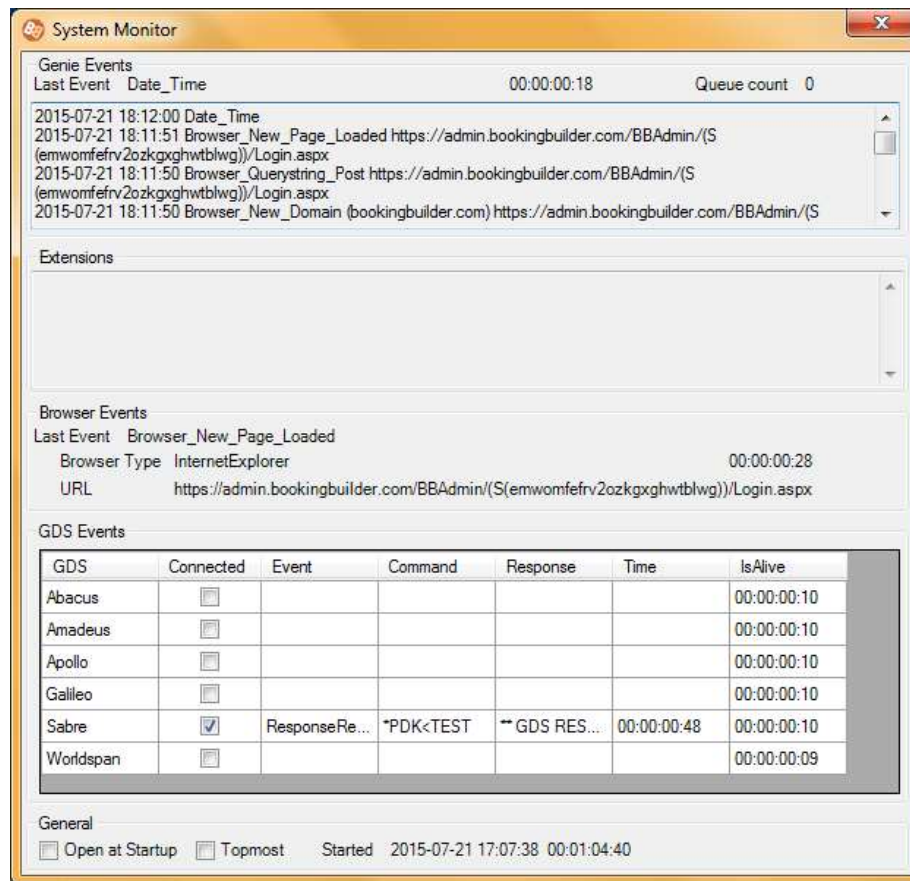 System Monitor
Genie Events
Last Event Date_Time 00:00:00:18 Queue count 0
2015-07-21 18:12:00 Date_Time
2015-07-21 18:11:51 Browser_New_Page_Loaded https://admin.bookingbuilder.com/BBAdmin/(S
(emwomfefrv2ozkgxghwtblwg))/Login.aspx
2015-07-21 18:11:50 Browser_Querystring_Post https://admin.bookingbuilder.com/BBAdmin/(S
(emwomfefrv2ozkgxghwtblwg))/Login.aspx
2015-07-21 18:11:50 Browser_New_Domain (bookingbuilder.com) https://admin.bookingbuilder.com/BBAdmin/(S
Extensions
Browser Events
Last Event Browser_New_Page_Loaded
Browser Type InternetExplorer 00:00:00:28
URL https://admin.bookingbuilder.com/BBAdmin/(S(emwomfefrv2ozkgxghwtblwg))/Login.aspx
GDS Events
GDS Connected Event Command Response Time IsAlive
Abacus 00:00:00:10
Amadeus 00:00:00:10
Apollo 00:00:00:10
Galileo 00:00:00:10
Sabre ResponseRe... *PDK<TEST ** GDS RES... 00:00:00:48 00:00:00:10
Worldspan 00:00:00:09
General
Open at Startup Topmost Started 2015-07-21 17:07:38 00:01:04:40